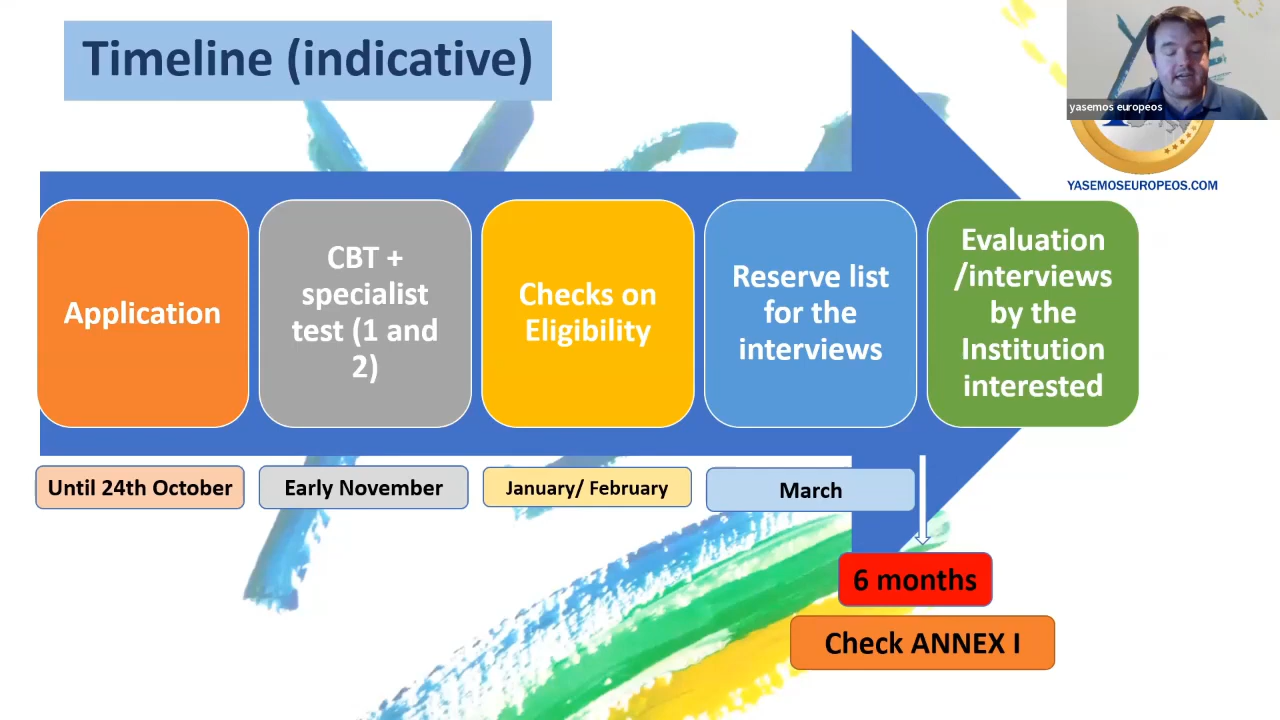 Timeline (indicative)
yasemos europeos
YASEMOSEUROPEOS.COM
Application
CBT +
specialist
test (1 and
2)
Checks on
Eligibility
Reserve list
for the
interviews
Evaluation
/interviews
by the
Institution
interested
Until 24th October
Early November
January/ February
March
6 months
Check ANNEX I